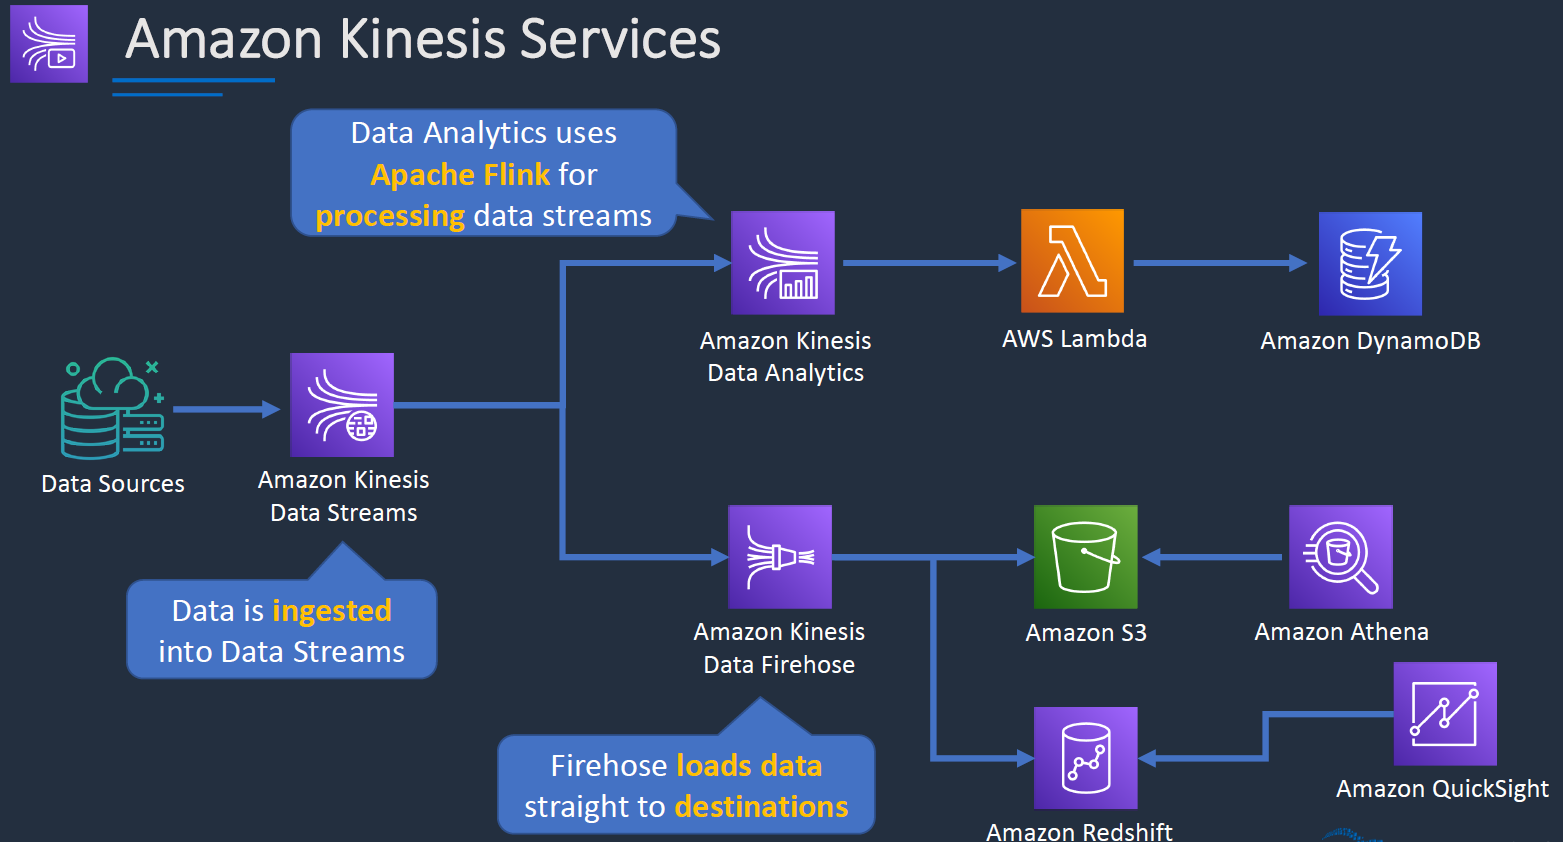 Amazon Kinesis Services
Data Analytics uses
Apache Flink for
processing data streams
Amazon Kinesis
Data Analytics
AWS Lambda
Amazon DynamoDB
Data Sources
Amazon Kinesis
Data Streams
Data is ingested
into Data Streams
Amazon Kinesis
Data Firehose
Amazon S3
Amazon Athena
Firehose loads data
straight to destinations
Amazon Redshift
Amazon QuickSight